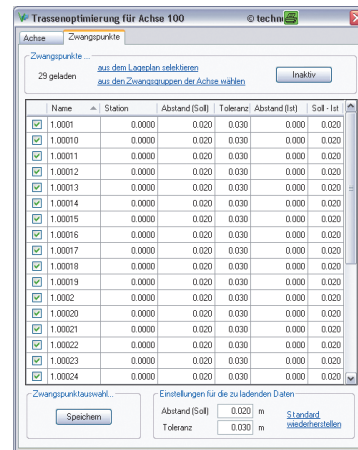 Trassenoptimierung für Achse 100 © techn
Achse Zwangspunkte
Zwangspunkte ...
29 geladen
aus dem Lageplan selektieren
aus den Zwangsgruppen der Achse wählen
Inaktiv
Name Station Abstand (Soll) Toleranz Abstand (Ist) Soll - Ist
1.0001 0.0000 0.020 0.030 0.000 0.020
1.00010 0.0000 0.020 0.030 0.000 0.020
1.00011 0.0000 0.020 0.030 0.000 0.020
1.00012 0.0000 0.020 0.030 0.000 0.020
1.00013 0.0000 0.020 0.030 0.000 0.020
1.00014 0.0000 0.020 0.030 0.000 0.020
1.00015 0.0000 0.020 0.030 0.000 0.020
1.00016 0.0000 0.020 0.030 0.000 0.020
1.00017 0.0000 0.020 0.030 0.000 0.020
1.00018 0.0000 0.020 0.030 0.000 0.020
1.00019 0.0000 0.020 0.030 0.000 0.020
1.0002 0.0000 0.020 0.030 0.000 0.020
1.00020 0.0000 0.020 0.030 0.000 0.020
1.00021 0.0000 0.020 0.030 0.000 0.020
1.00022 0.0000 0.020 0.030 0.000 0.020
1.00023 0.0000 0.020 0.030 0.000 0.020
1.00024 0.0000 0.020 0.030 0.000 0.020
Zwangspunktauswahl...
Speichern
Einstellungen für die zu ladenden Daten
Abstand (Soll) 0.020 m
Toleranz 0.030 m
Standard
wiederherstellen